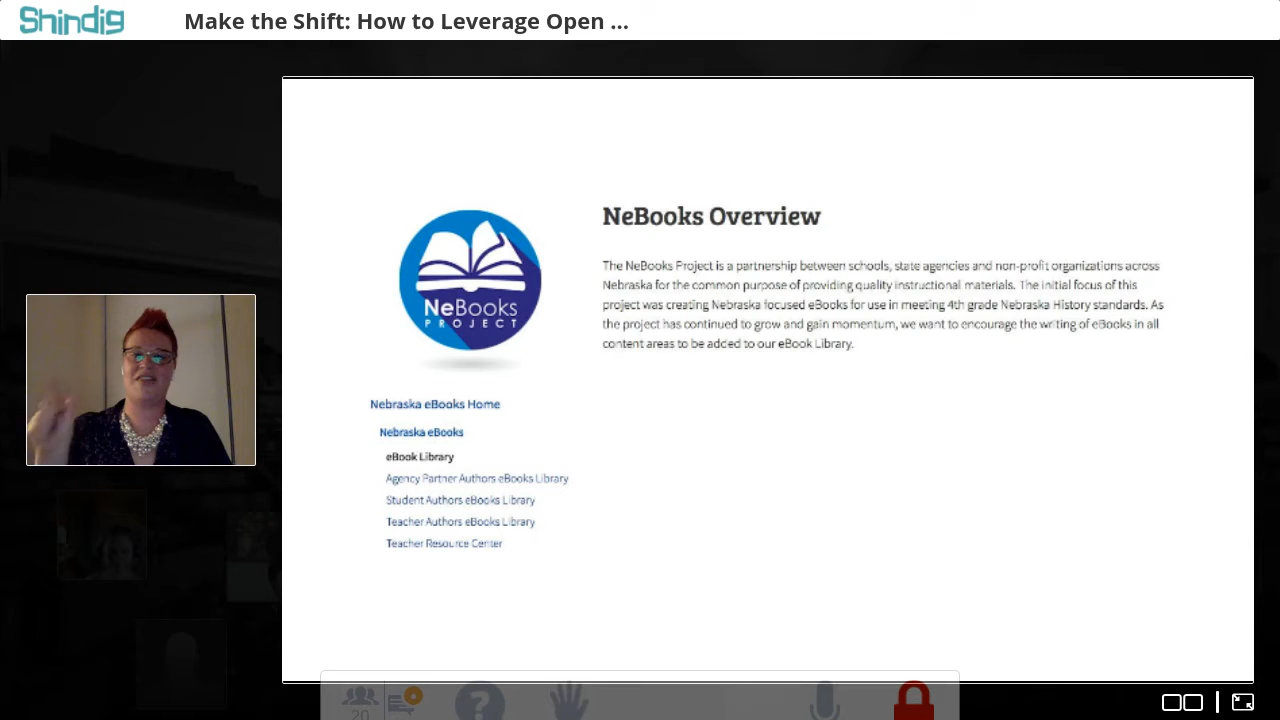 Shindig
Make the Shift: How to Leverage Open ...
NeBooks Overview
The NeBooks Project is a partnership between schools, state agencies and non-profit organizations across
Nebraska for the common purpose of providing quality instructional materials. The initial focus of this
project was creating Nebraska focused eBooks for use in meeting 4th grade Nebraska History standards. As
the project has continued to grow and gain momentum, we want to encourage the writing of eBooks in all
content areas to be added to our eBook Library.
NeBooks
PROJECT
Nebraska eBooks Home
Nebraska eBooks
eBook Library
Agency Partner Authors eBooks Library
Student Authors eBooks Library
Teacher Authors eBooks Library
Teacher Resource Center
20